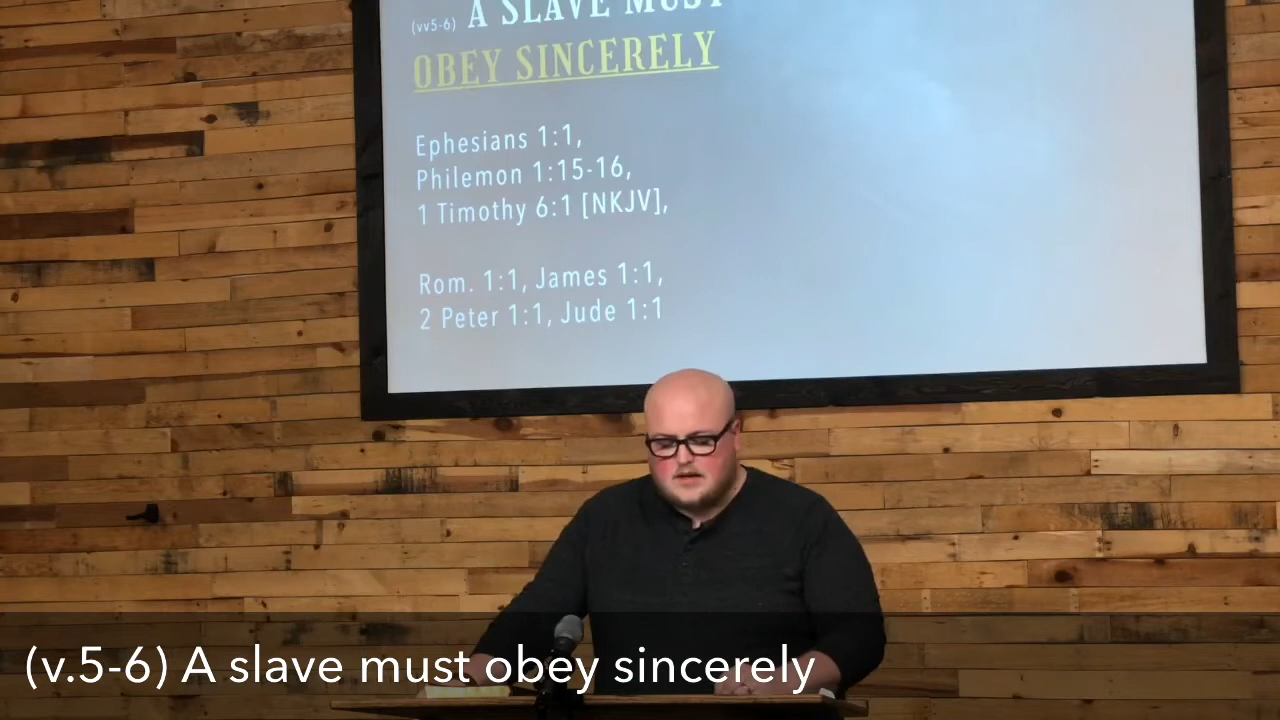 (vv5-6) A SLAVE MUST
OBEY SINCERELY
Ephesians 1:1,
Philemon 1:15-16,
1 Timothy 6:1 [NKJV],
Rom. 1:1, James 1:1,
2 Peter 1:1, Jude 1:1
(v.5-6) A slave must obey sincerely